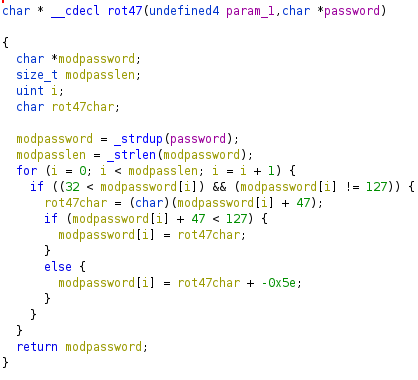 char * __cdecl rot47(undefined4 param_1,char *password)
{
  char *modpassword;
  size_t modpasslen;
  uint i;
  char rot47char;
  modpassword = _strdup(password);
  modpasslen = _strlen(modpassword);
  for (i = 0; i < modpasslen; i = i + 1) {
    if ((32 < modpassword[i]) && (modpassword[i] != 127)) {
      rot47char = (char)(modpassword[i] + 47);
      if (modpassword[i] + 47 < 127) {
        modpassword[i] = rot47char;
      }
      else {
        modpassword[i] = rot47char + -0x5e;
      }
    }
  }
  return modpassword;
}